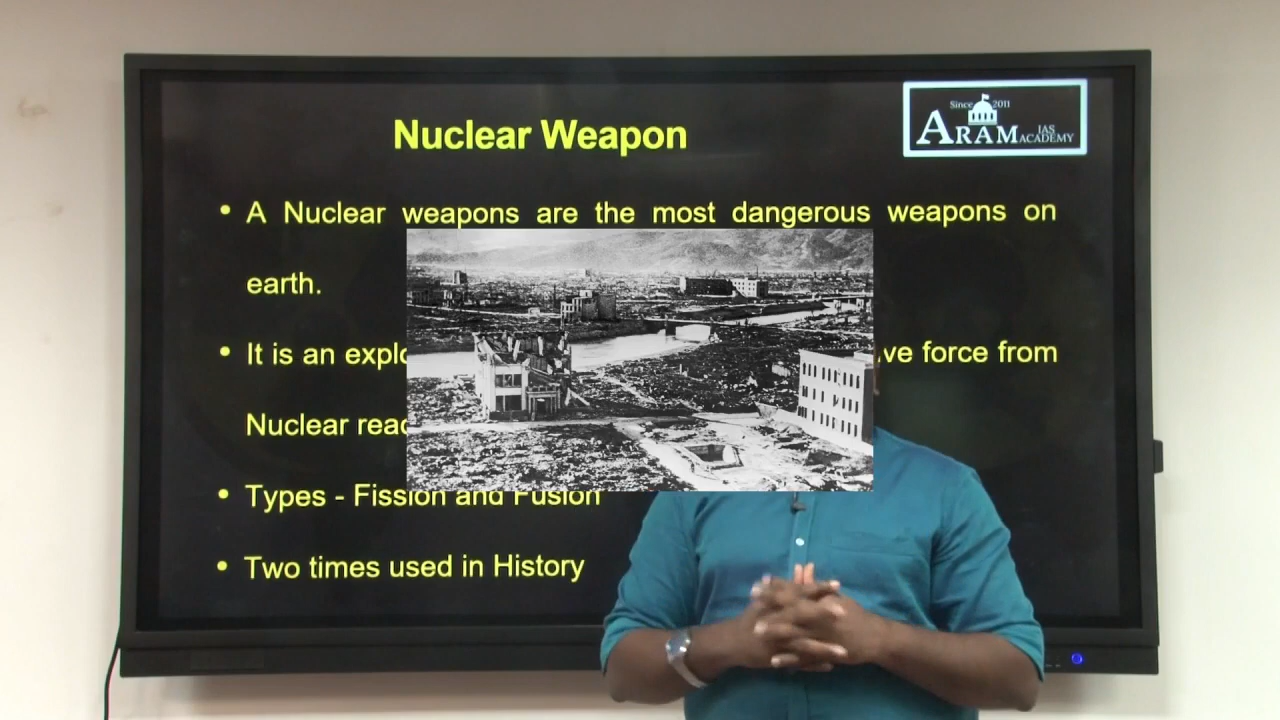 Since 2011
ARAM IAS ACADEMY
Nuclear Weapon
• A Nuclear weapons are the most dangerous weapons on
earth.
• It is an force from
Nuclear
• Types - Fission and Fusion
• Two times used in History